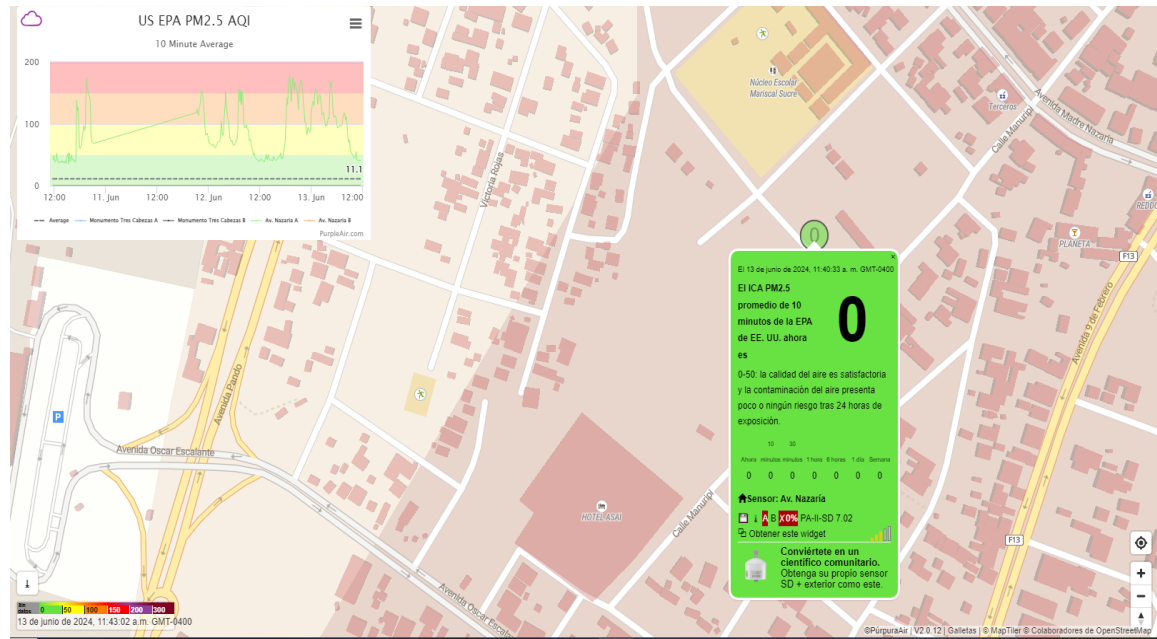 US EPA PM2.5 AQI
10 Minute Average
200
100
0
11.1
12:00 11. Jun 12:00 12. Jun 12:00 13. Jun 12:00
Average Monumento Tres Cabezas A Monumento Tres Cabezas B Av. Nazaria A Av. Nazaria B
PurpleAir.com
Núcleo Escolar
Mariscal Sucre
Terceros
Avenida Madre Nazaria
Calle Manuripi
Victoria Rojas
REDDO
PLANETA
F13
Avenida 9 de Febrero
Avenida Pando
P
Avenida Oscar Escalante
HOTEL ASAI
Calle Manuripi
Avenida Oscar Esca
F13
0
×
El 13 de junio de 2024, 11:40:33 a. m. GMT-0400
El ICA PM2.5
promedio de 10
minutos de la EPA
de EE. UU. ahora
es
0
0-50: la calidad del aire es satisfactoria
y la contaminación del aire presenta
poco o ningún riesgo tras 24 horas de
exposición.
10 30
Ahora minutos minutos 1 hora 6 horas 1 día Semana
0 0 0 0 0 0 0
Sensor: Av. Nazaría
A B X0% PA-II-SD 7.02
Obtener este widget
Conviértete en un
científico comunitario.
Obtenga su propio sensor
SD + exterior como este.
Sin
datos 0 50 100 150 200 300
13 de junio de 2024, 11:43:02 a.m. GMT-0400
+
−
©PúrpuraAir | V2.0.12 | Galletas | © MapTiler © Colaboradores de OpenStreetMap